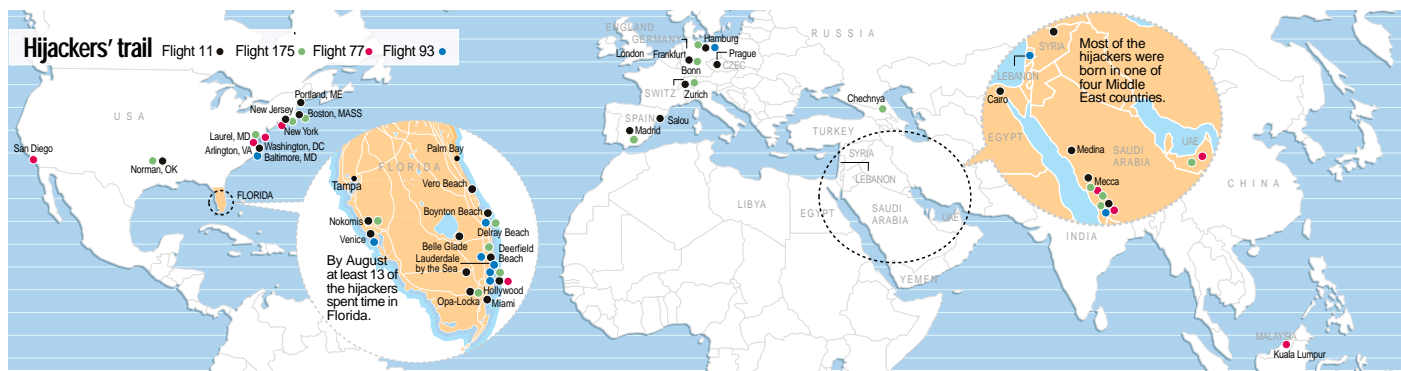 Hijackers' trail Flight 11 Flight 175 Flight 77 Flight 93
USA
Portland, ME
New Jersey
Boston, MASS
New York
Laurel, MD
Washington, DC
Arlington, VA
Baltimore, MD
San Diego
Norman, OK
FLORIDA
FLORIDA
Palm Bay
Tampa
Vero Beach
Boynton Beach
Nokomis
Delray Beach
Venice
Belle Glade
Deerfield
Beach
Lauderdale
by the Sea
Hollywood
Opa-Locka
Miami
By August
at least 13 of
the hijackers
spent time in
Florida.
ENGLAND
GERMANY
Hamburg
London
Frankfurt
Prague
CZEC
Bonn
SWITZ
Zurich
SPAIN
Salou
Madrid
RUSSIA
Chechnya
TURKEY
SYRIA
LEBANON
LIBYA
EGYPT
SAUDI
ARABIA
UAE
YEMEN
SYRIA
LEBANON
Cairo
EGYPT
Medina
SAUDI
ARABIA
UAE
Mecca
Most of the
hijackers were
born in one of
four Middle
East countries.
CHINA
INDIA
MALAYSIA
Kuala Lumpur